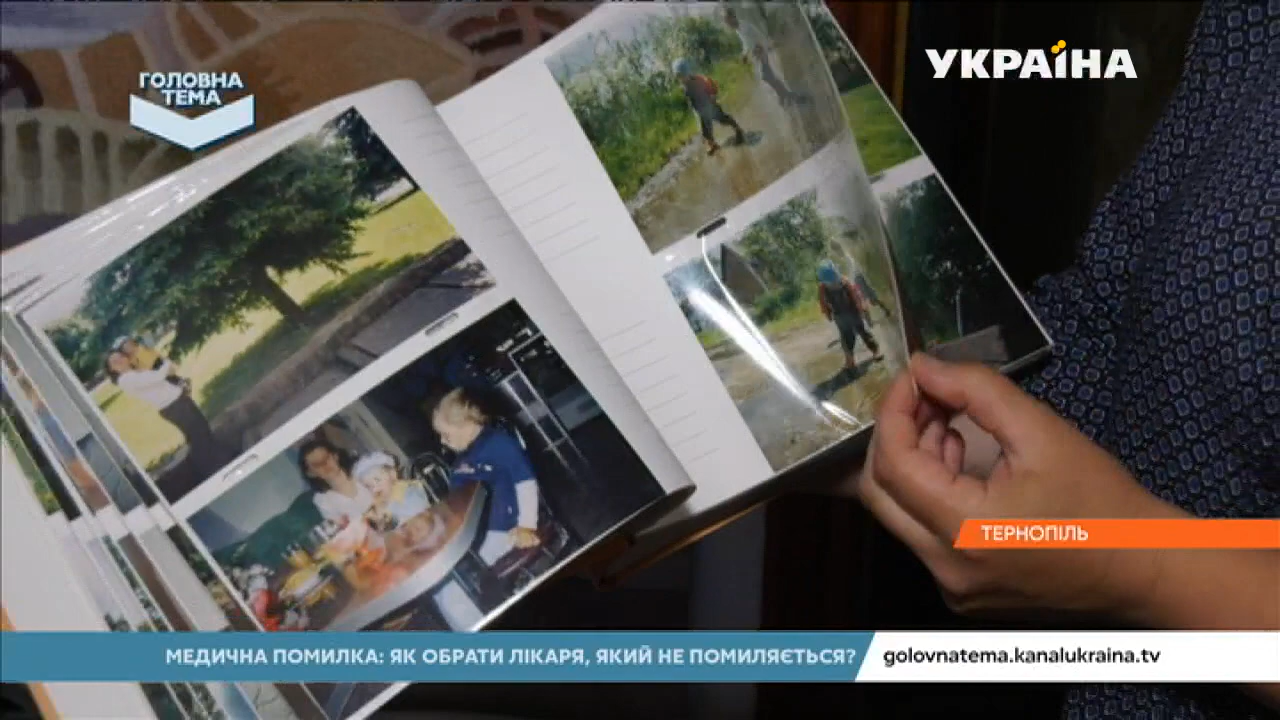 ГОЛОВНА
ТЕМА
УКРАЇНА
ТЕРНОПІЛЬ
МЕДИЧНА ПОМИЛКА: ЯК ОБРАТИ ЛІКАРЯ, ЯКИЙ НЕ ПОМИЛЯЄТЬСЯ?
golovnatema.kanalukraina.tv